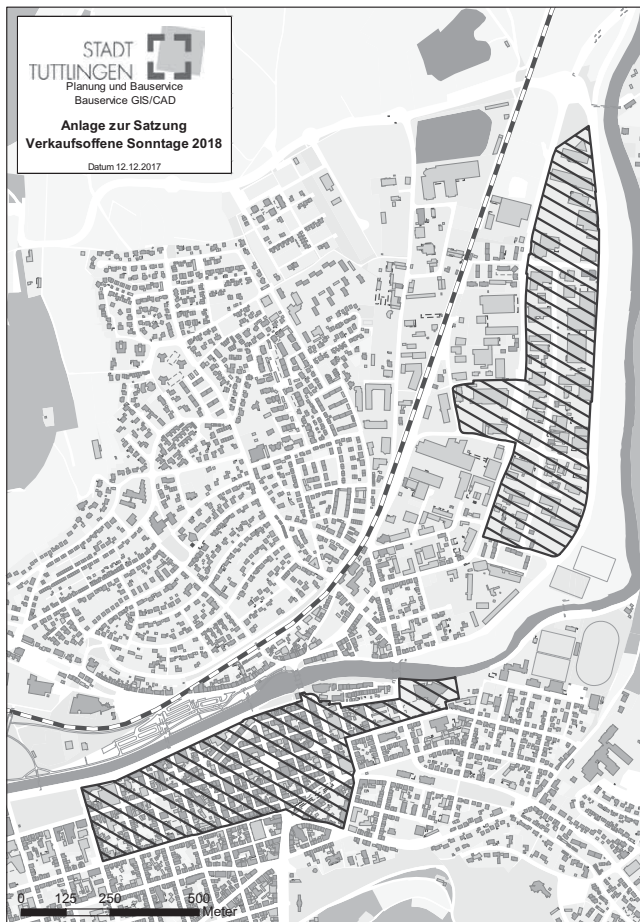 STADT
TUTTLINGEN
Planung und Bauservice
Bauservice GIS/CAD
Anlage zur Satzung
Verkaufsoffene Sonntage 2018
Datum 12.12.2017
0 125 250 500
Meter